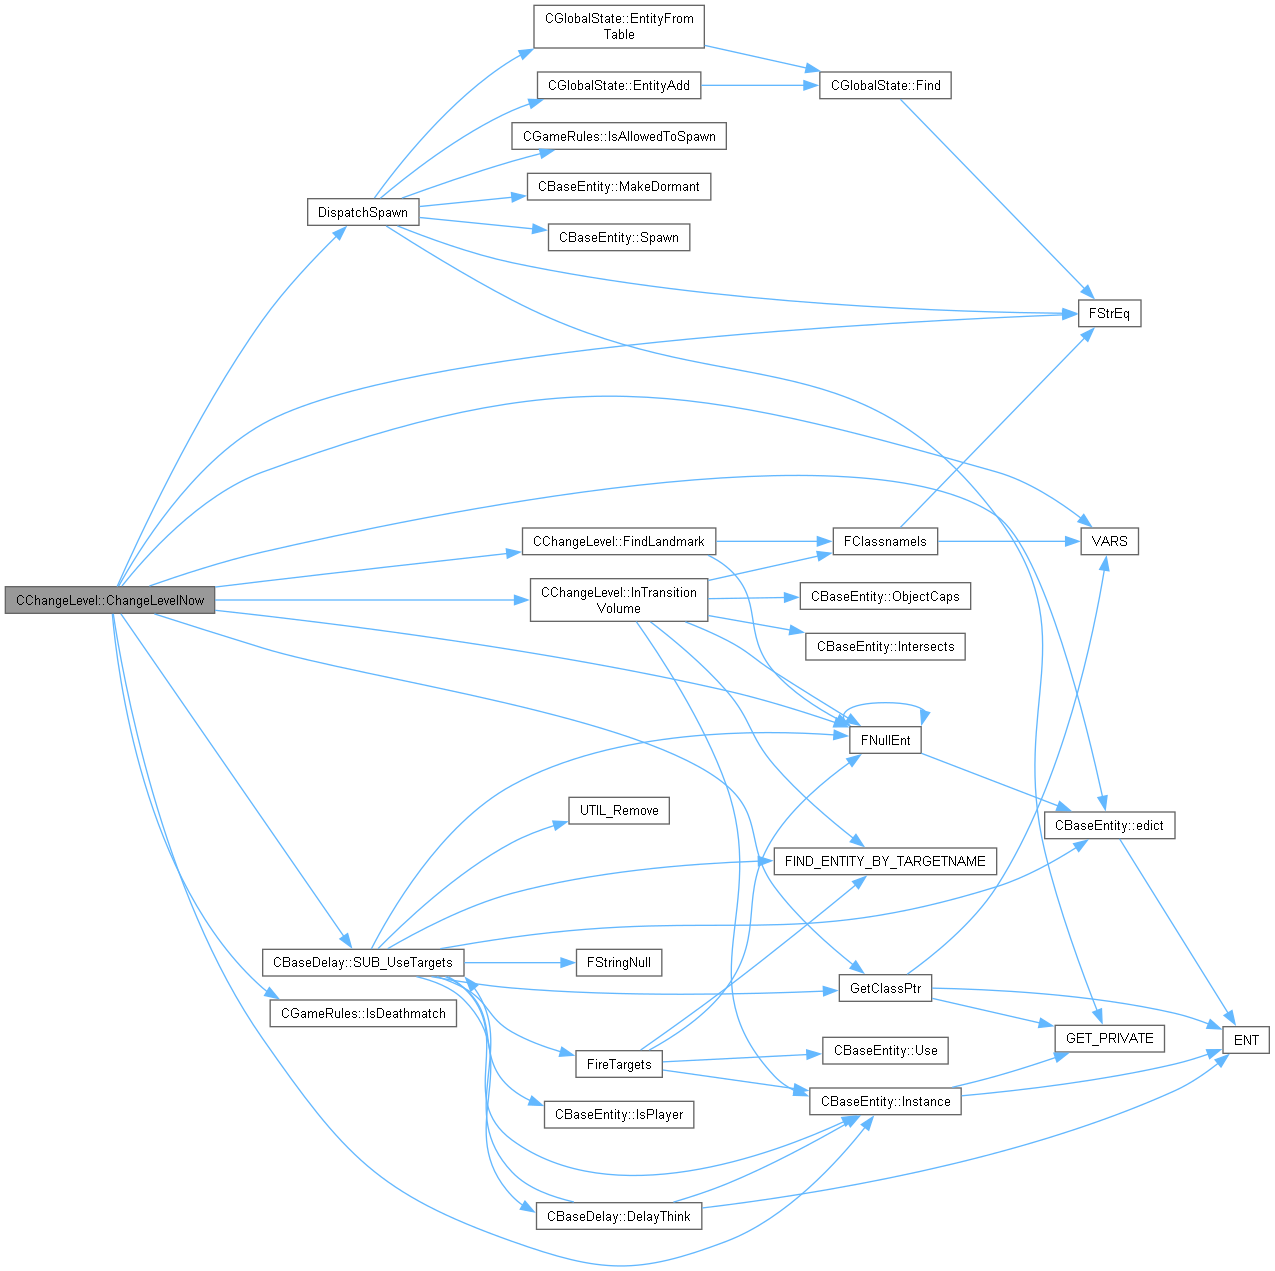 CGlobalState::EntityFrom
Table
CGlobalState::EntityAdd
CGlobalState::Find
CGameRules::IsAllowedToSpawn
CBaseEntity::MakeDormant
DispatchSpawn
CBaseEntity::Spawn
FStrEq
CChangeLevel::FindLandmark
FClassnameIs
VARS
CChangeLevel::ChangeLevelNow
CChangeLevel::InTransition
Volume
CBaseEntity::ObjectCaps
CBaseEntity::Intersects
FNullEnt
UTIL_Remove
CBaseEntity::edict
FIND_ENTITY_BY_TARGETNAME
CBaseDelay::SUB_UseTargets
FStringNull
GetClassPtr
CGameRules::IsDeathmatch
GET_PRIVATE
ENT
FireTargets
CBaseEntity::Use
CBaseEntity::IsPlayer
CBaseEntity::Instance
CBaseDelay::DelayThink